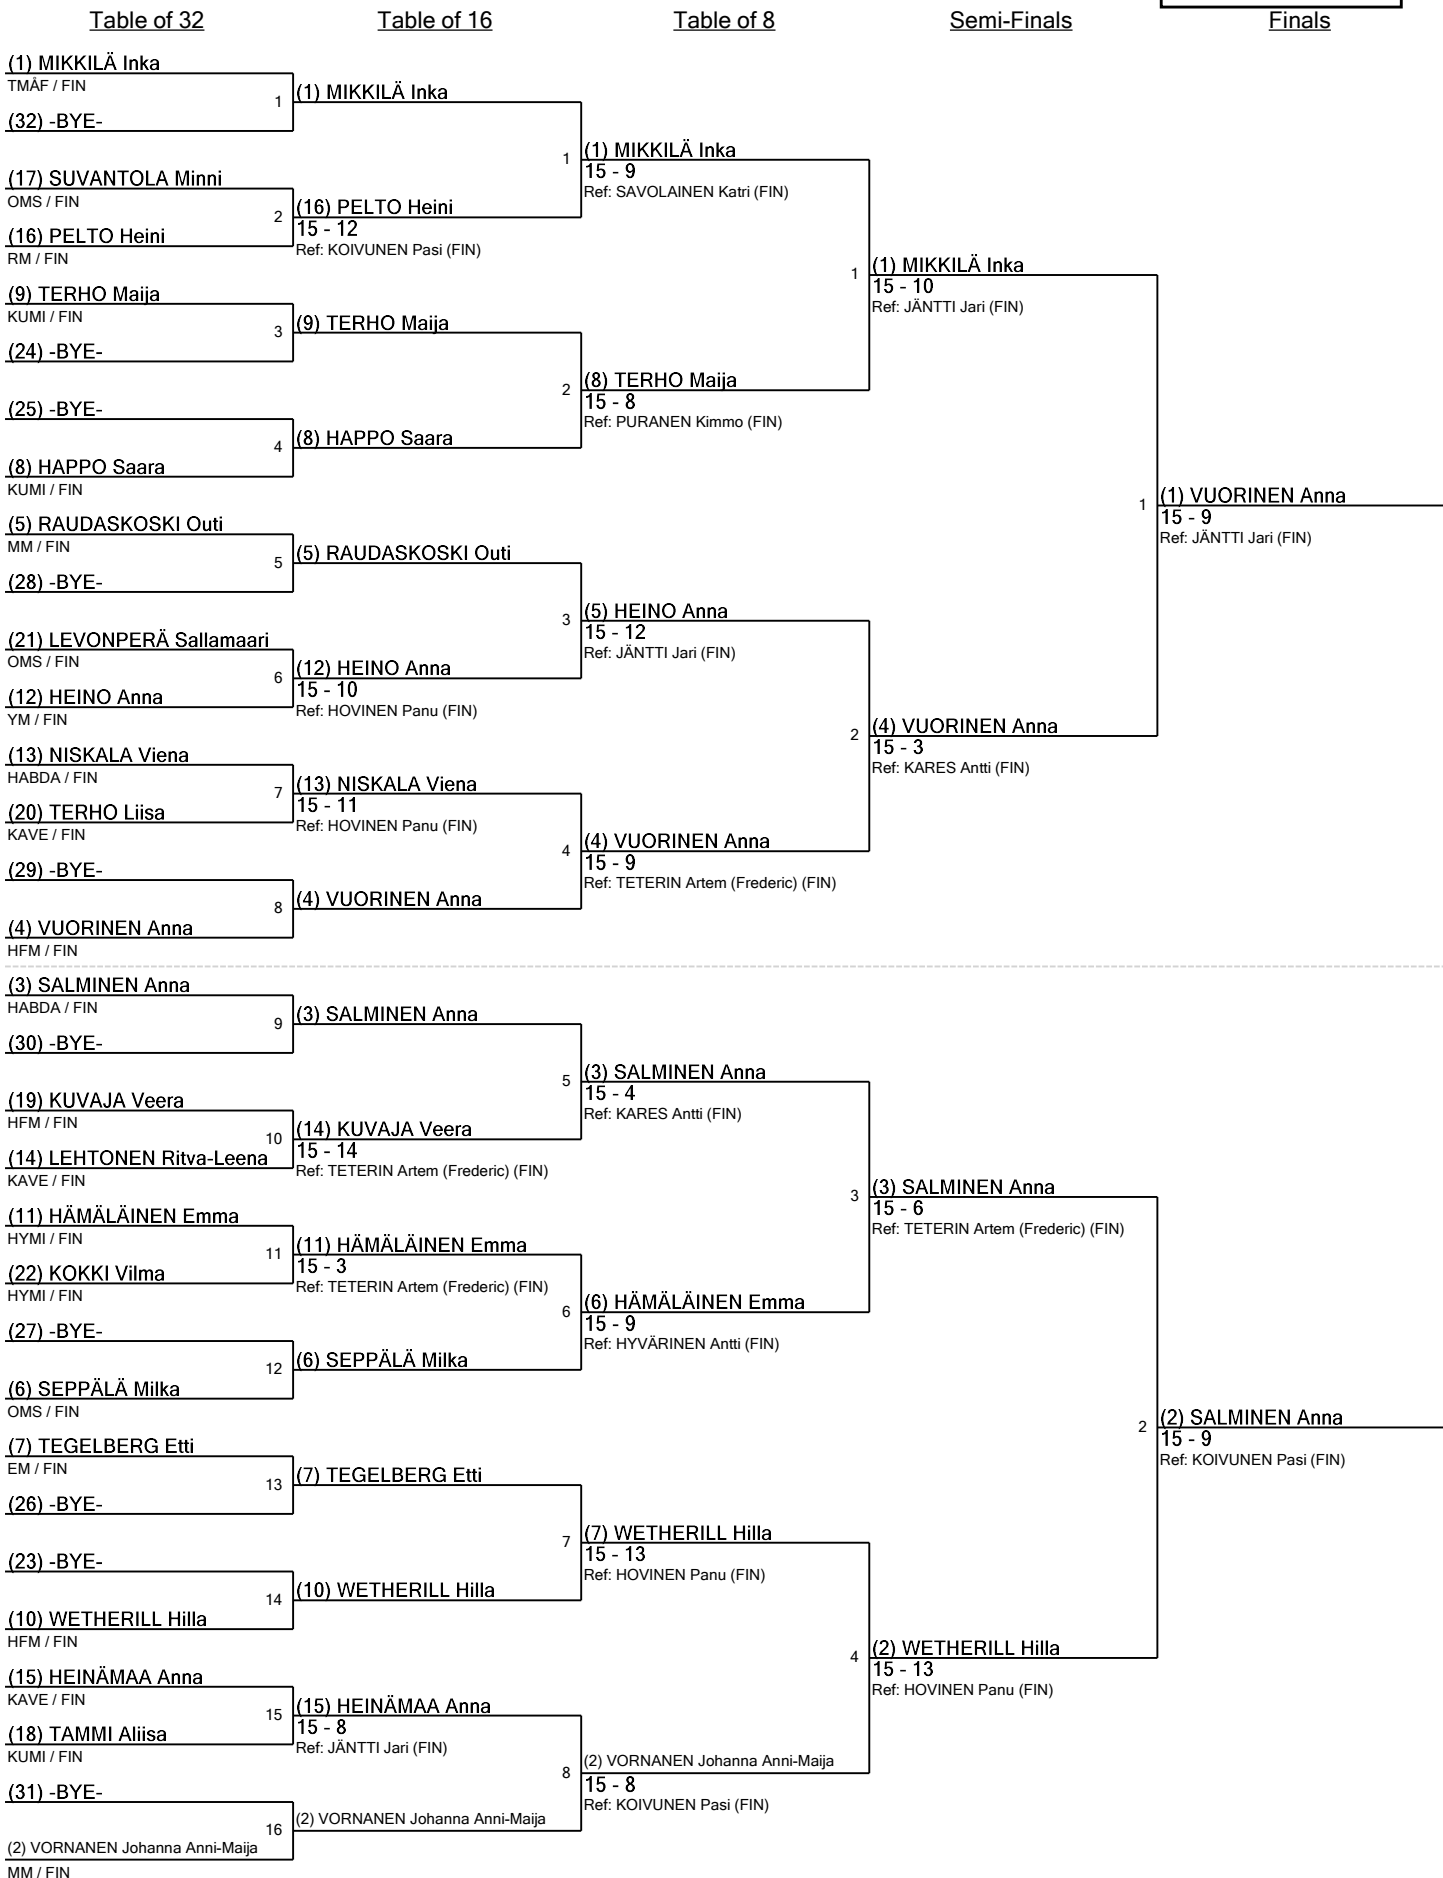 Table of 32
Table of 16
Table of 8
Semi-Finals
Finals
(1) MIKKILÄ Inka
TMÅF / FIN
1
(32) -BYE-
(17) SUVANTOLA Minni
OMS / FIN
2
(16) PELTO Heini
RM / FIN
(9) TERHO Maija
KUMI / FIN
3
(24) -BYE-
(25) -BYE-
4
(8) HAPPO Saara
KUMI / FIN
(5) RAUDASKOSKI Outi
MM / FIN
5
(28) -BYE-
(21) LEVONPERÄ Sallamaari
OMS / FIN
6
(12) HEINO Anna
YM / FIN
(13) NISKALA Viena
HABDA / FIN
7
(20) TERHO Liisa
KAVE / FIN
(29) -BYE-
8
(4) VUORINEN Anna
HFM / FIN
(3) SALMINEN Anna
HABDA / FIN
9
(30) -BYE-
(19) KUVAJA Veera
HFM / FIN
10
(14) LEHTONEN Ritva-Leena
KAVE / FIN
(11) HÄMÄLÄINEN Emma
HYMI / FIN
11
(22) KOKKI Vilma
HYMI / FIN
(27) -BYE-
12
(6) SEPPÄLÄ Milka
OMS / FIN
(7) TEGELBERG Etti
EM / FIN
13
(26) -BYE-
(23) -BYE-
14
(10) WETHERILL Hilla
HFM / FIN
(15) HEINÄMAA Anna
KAVE / FIN
15
(18) TAMMI Aliisa
KUMI / FIN
(31) -BYE-
16
(2) VORNANEN Johanna Anni-Maija
MM / FIN
(1) MIKKILÄ Inka
1
(16) PELTO Heini
15 - 12
Ref: KOIVUNEN Pasi (FIN)
(9) TERHO Maija
2
(8) HAPPO Saara
(5) RAUDASKOSKI Outi
3
(12) HEINO Anna
15 - 10
Ref: HOVINEN Panu (FIN)
(13) NISKALA Viena
15 - 11
Ref: HOVINEN Panu (FIN)
4
(4) VUORINEN Anna
(3) SALMINEN Anna
5
(14) KUVAJA Veera
15 - 14
Ref: TETERIN Artem (Frederic) (FIN)
(11) HÄMÄLÄINEN Emma
15 - 3
Ref: TETERIN Artem (Frederic) (FIN)
6
(6) SEPPÄLÄ Milka
(7) TEGELBERG Etti
7
(10) WETHERILL Hilla
(15) HEINÄMAA Anna
15 - 8
Ref: JÄNTTI Jari (FIN)
8
(2) VORNANEN Johanna Anni-Maija
(1) MIKKILÄ Inka
15 - 9
Ref: SAVOLAINEN Katri (FIN)
1
(8) TERHO Maija
15 - 8
Ref: PURANEN Kimmo (FIN)
(5) HEINO Anna
15 - 12
Ref: JÄNTTI Jari (FIN)
2
(4) VUORINEN Anna
15 - 9
Ref: TETERIN Artem (Frederic) (FIN)
(3) SALMINEN Anna
15 - 4
Ref: KARES Antti (FIN)
3
(6) HÄMÄLÄINEN Emma
15 - 9
Ref: HYVÄRINEN Antti (FIN)
(7) WETHERILL Hilla
15 - 13
Ref: HOVINEN Panu (FIN)
4
(2) VORNANEN Johanna Anni-Maija
15 - 8
Ref: KOIVUNEN Pasi (FIN)
(1) MIKKILÄ Inka
15 - 10
Ref: JÄNTTI Jari (FIN)
1
(4) VUORINEN Anna
15 - 3
Ref: KARES Antti (FIN)
(3) SALMINEN Anna
15 - 6
Ref: TETERIN Artem (Frederic) (FIN)
2
(2) WETHERILL Hilla
15 - 13
Ref: HOVINEN Panu (FIN)
(1) VUORINEN Anna
15 - 9
Ref: JÄNTTI Jari (FIN)
(2) SALMINEN Anna
15 - 9
Ref: KOIVUNEN Pasi (FIN)